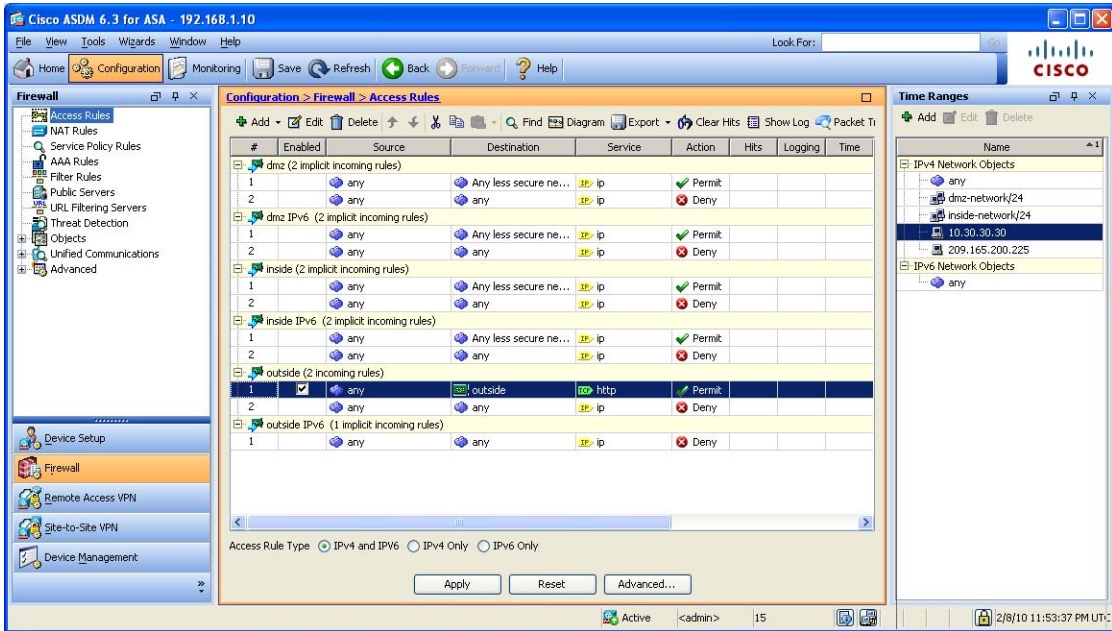 Cisco ASDM 6.3 for ASA - 192.168.1.10
File View Tools Wizards Window Help
Look For: Go
Home Configuration Monitoring Save Refresh Back Forward Help
CISCO
Firewall
Access Rules
NAT Rules
Service Policy Rules
AAA Rules
Filter Rules
Public Servers
URL Filtering Servers
Threat Detection
Objects
Unified Communications
Advanced
Device Setup
Firewall
Remote Access VPN
Site-to-Site VPN
Device Management
Configuration > Firewall > Access Rules
Add Edit Delete Find Diagram Export Clear Hits Show Log Packet Tr
# Enabled Source Destination Service Action Hits Logging Time
dmz (2 implicit incoming rules)
1 any Any less secure ne... IP ip Permit
2 any any IP ip Deny
dmz IPv6 (2 implicit incoming rules)
1 any Any less secure ne... IP ip Permit
2 any any IP ip Deny
inside (2 implicit incoming rules)
1 any Any less secure ne... IP ip Permit
2 any any IP ip Deny
inside IPv6 (2 implicit incoming rules)
1 any Any less secure ne... IP ip Permit
2 any any IP ip Deny
outside (2 incoming rules)
1 any outside TCP http Permit
2 any any IP ip Deny
outside IPv6 (1 implicit incoming rules)
1 any any IP ip Deny
Access Rule Type IPv4 and IPV6 IPv4 Only IPv6 Only
Apply Reset Advanced...
Time Ranges
Add Edit Delete
Name 1
IPv4 Network Objects
any
dmz-network/24
inside-network/24
10.30.30.30
209.165.200.225
IPv6 Network Objects
any
Active <admin> 15 2/8/10 11:53:37 PM UTC